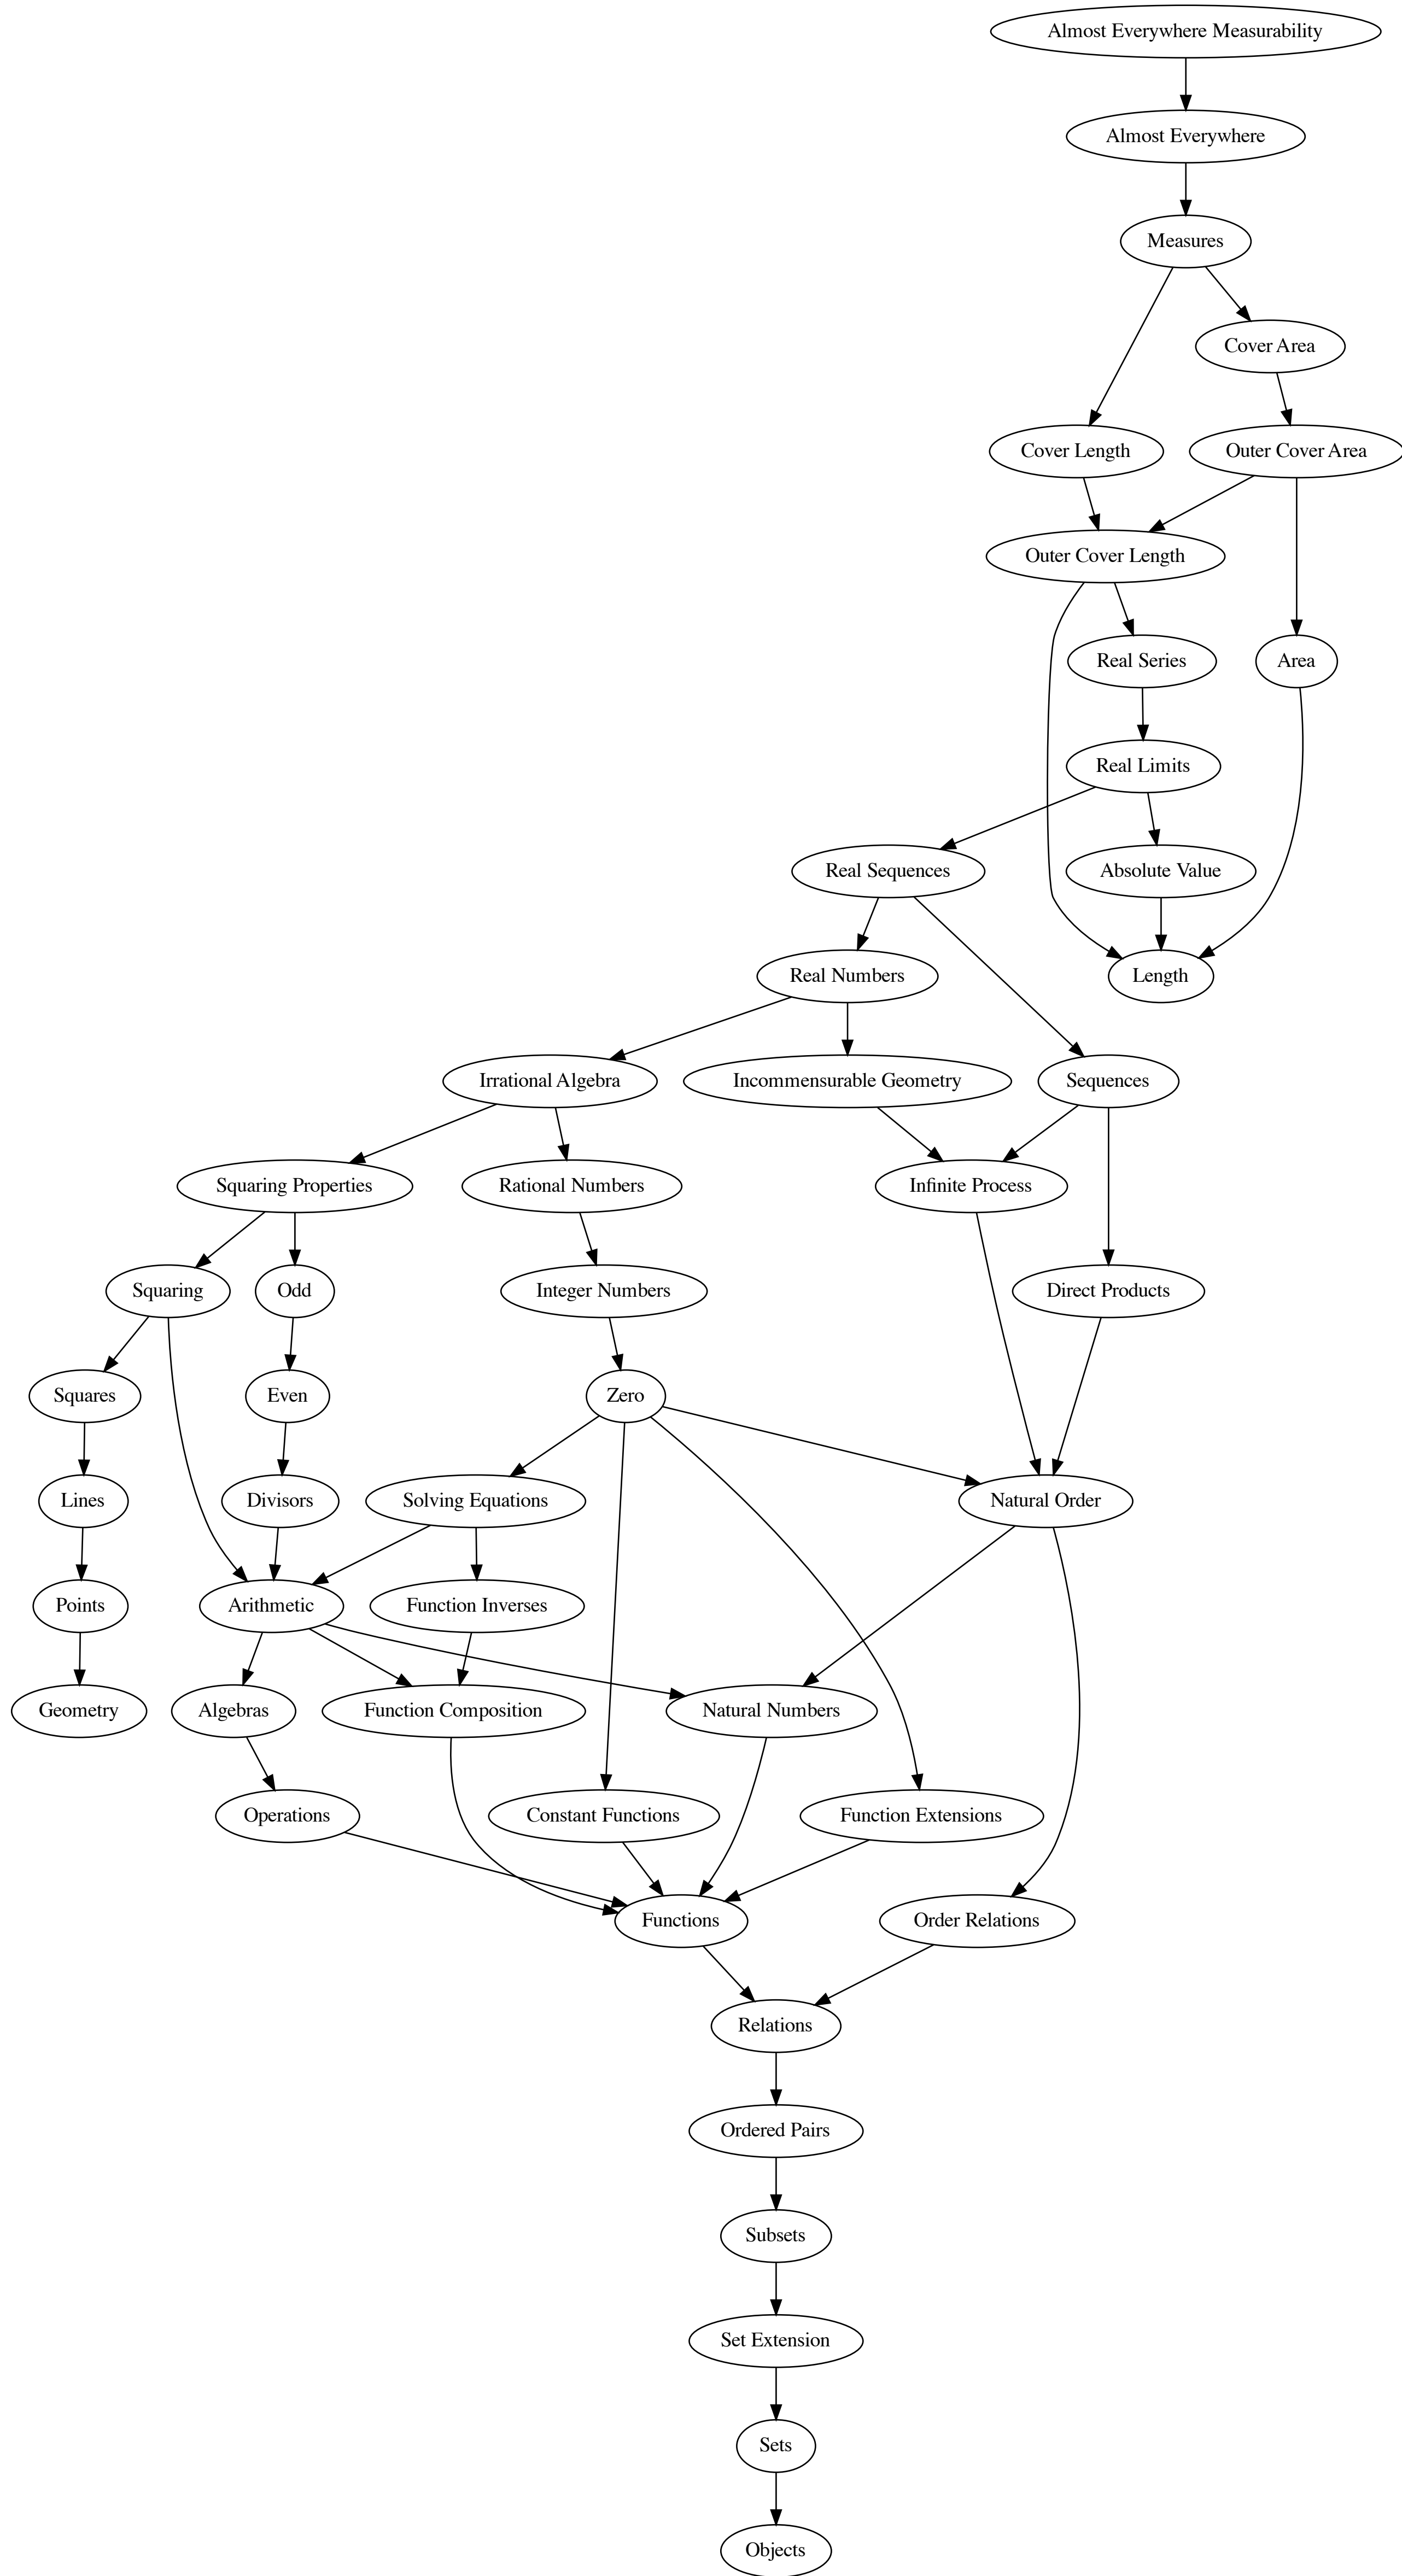 Almost Everywhere Measurability
Almost Everywhere
Measures
Cover Area
Cover Length
Outer Cover Area
Outer Cover Length
Real Series
Area
Real Limits
Real Sequences
Absolute Value
Real Numbers
Length
Irrational Algebra
Incommensurable Geometry
Sequences
Squaring Properties
Rational Numbers
Infinite Process
Squaring
Odd
Integer Numbers
Direct Products
Squares
Even
Zero
Lines
Divisors
Solving Equations
Natural Order
Points
Arithmetic
Function Inverses
Geometry
Algebras
Function Composition
Natural Numbers
Operations
Constant Functions
Function Extensions
Functions
Order Relations
Relations
Ordered Pairs
Subsets
Set Extension
Sets
Objects